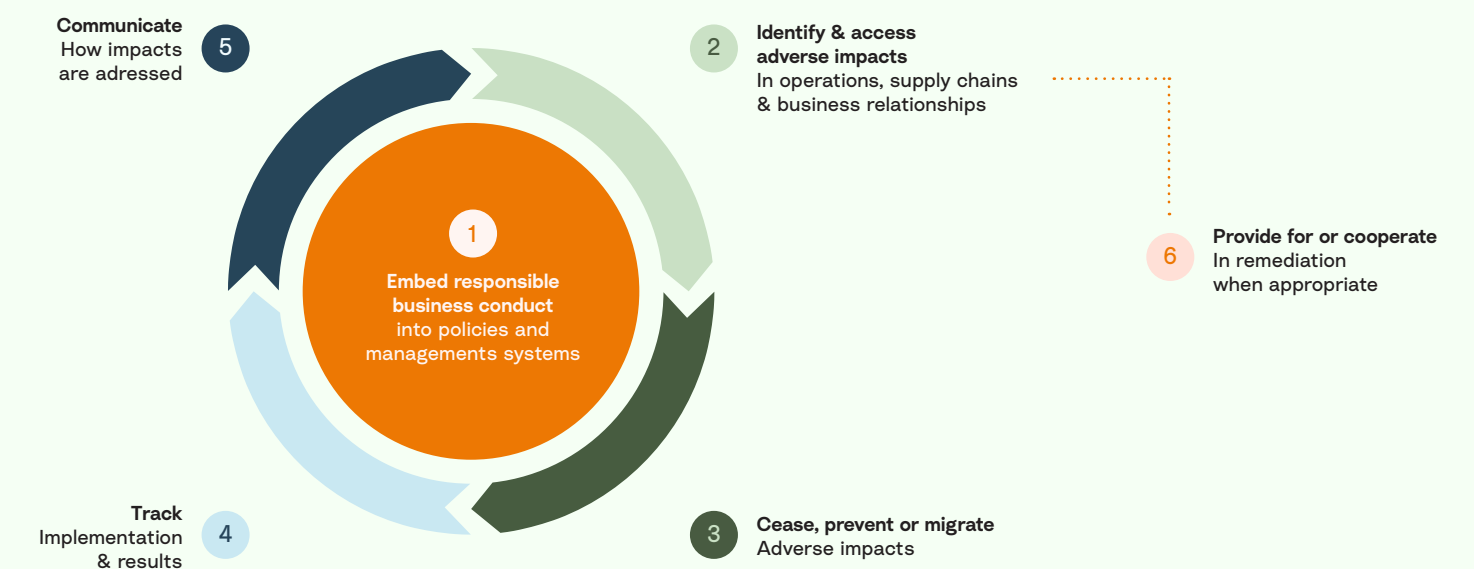 1
Embed responsible
business conduct
into policies and
managements systems
2
Identify & access
adverse impacts
In operations, supply chains
& business relationships
3
Cease, prevent or migrate
Adverse impacts
4
Track
Implementation
& results
5
Communicate
How impacts
are adressed
6
Provide for or cooperate
In remediation
when appropriate